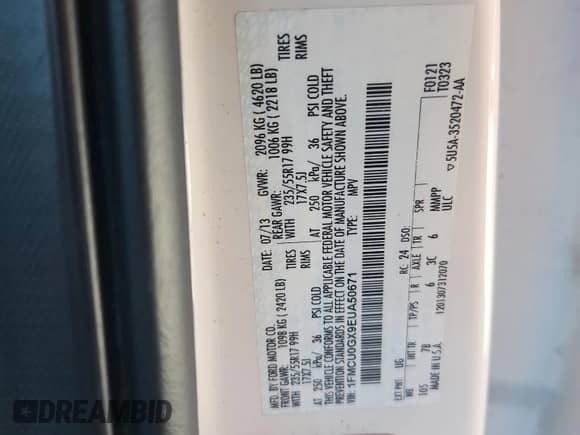 MFD. BY FORD MOTOR CO.
DATE: 07/13 GVWR: 2096 KG ( 4620 LB)
FRONT GAWR: 1098 KG ( 2420 LB) REAR GAWR: 1006 KG ( 2218 LB)
235/55R17 99H TIRES WITH 235/55R17 99H TIRES
17X7.5J RIMS 17X7.5J RIMS
AT 250 kPa/ 36 PSI COLD AT 250 kPa/ 36 PSI COLD
THIS VEHICLE CONFORMS TO ALL APPLICABLE FEDERAL MOTOR VEHICLE SAFETY AND THEFT
PREVENTION STANDARDS IN EFFECT ON THE DATE OF MANUFACTURE SHOWN ABOVE.
VIN: 1FMCU0GX9EUA50671 TYPE: MPV
F0121
T0323
EXT PNT: UG RC: 24 DSO:
WB INT TR TP/PS R AXLE TR SPR
105 7B 6 3C 6 MMPP
MADE IN U.S.A. 1201307312070 ULC
5U5A-3520472-AA
DREAMBID